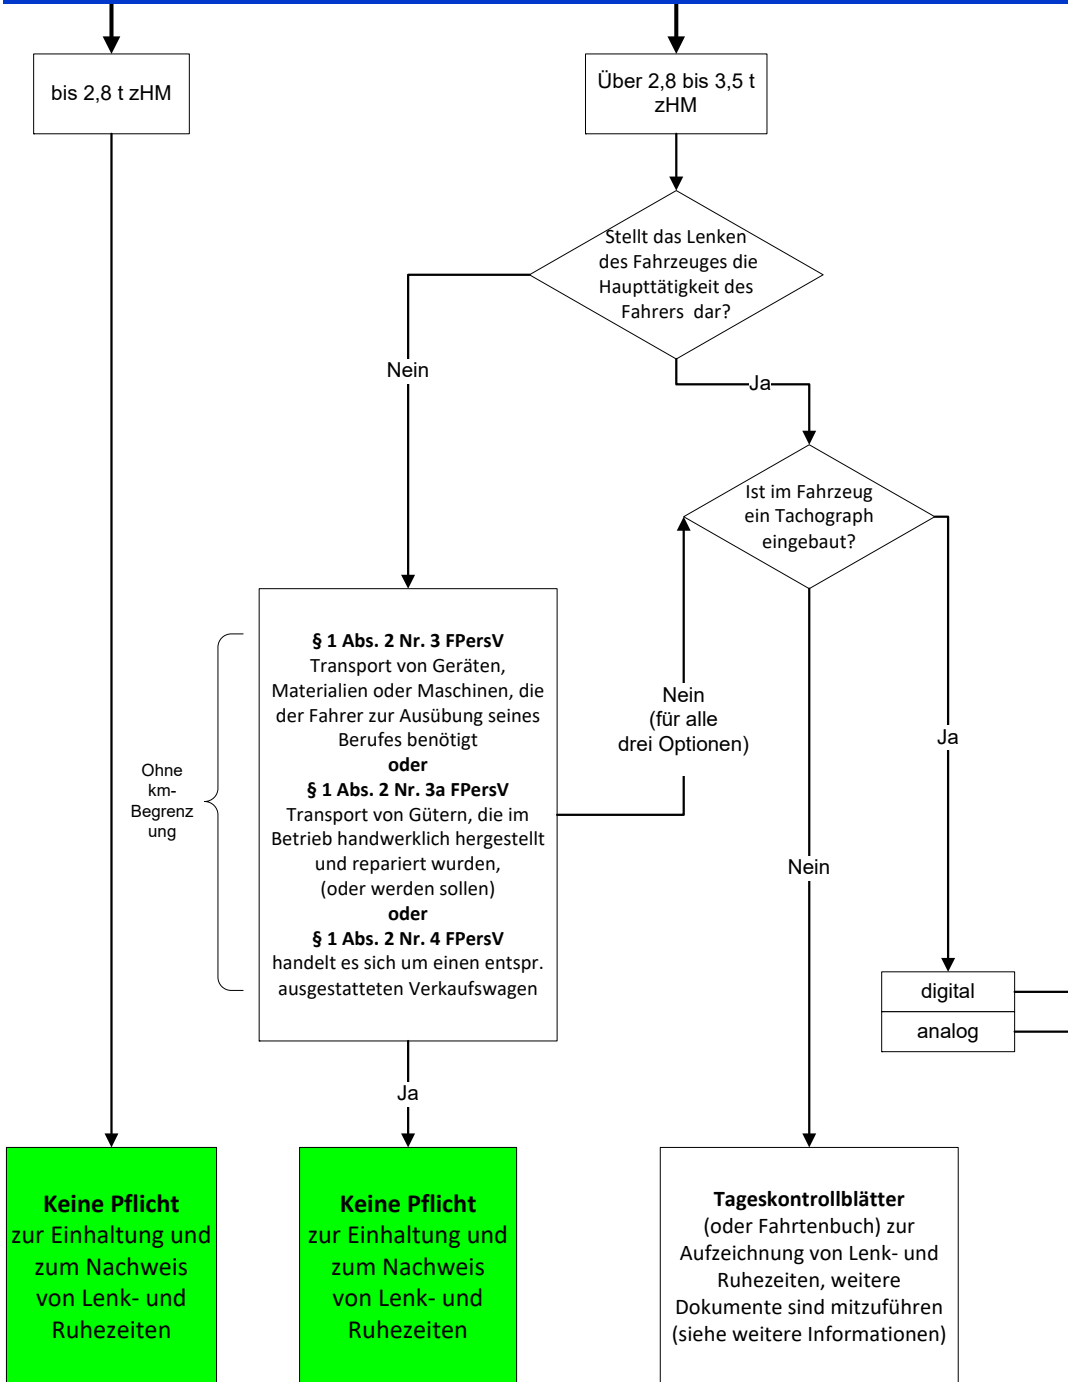 bis 2,8 t zHM
Über 2,8 bis 3,5 t
zHM
Stellt das Lenken
des Fahrzeuges die
Haupttätigkeit des
Fahrers dar?
Nein
Ja
Ist im Fahrzeug
ein Tachograph
eingebaut?
§ 1 Abs. 2 Nr. 3 FPersV
Transport von Geräten,
Materialien oder Maschinen, die
der Fahrer zur Ausübung seines
Berufes benötigt
oder
§ 1 Abs. 2 Nr. 3a FPersV
Transport von Gütern, die im
Betrieb handwerklich hergestellt
und repariert wurden,
(oder werden sollen)
oder
§ 1 Abs. 2 Nr. 4 FPersV
handelt es sich um einen entspr.
ausgestatteten Verkaufswagen
Ohne
km-
Begrenz
ung
Nein
(für alle
drei Optionen)
Ja
Nein
digital
analog
Ja
Keine Pflicht
zur Einhaltung und
zum Nachweis
von Lenk- und
Ruhezeiten
Keine Pflicht
zur Einhaltung und
zum Nachweis
von Lenk- und
Ruhezeiten
Tageskontrollblätter
(oder Fahrtenbuch) zur
Aufzeichnung von Lenk- und
Ruhezeiten, weitere
Dokumente sind mitzuführen
(siehe weitere Informationen)